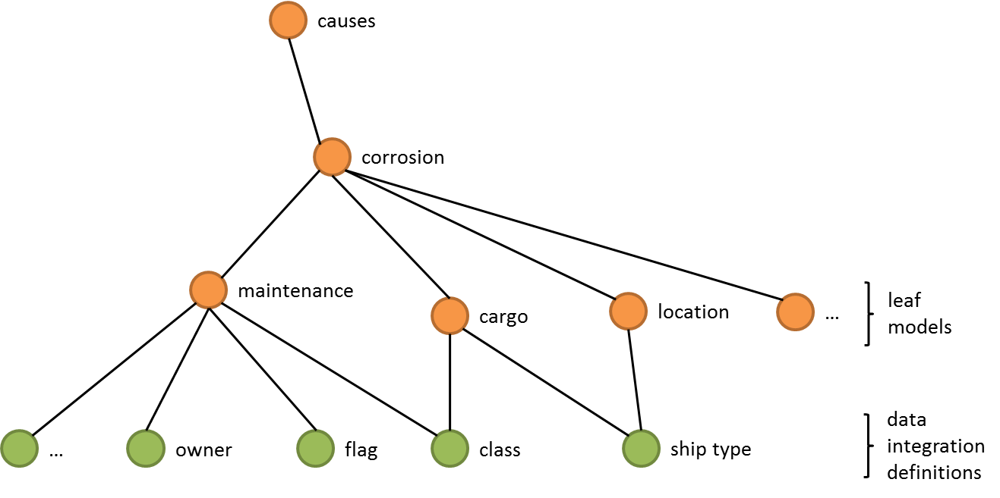 causes
corrosion
maintenance
cargo
location
...
leaf
models
...
owner
flag
class
ship type
data
integration
definitions